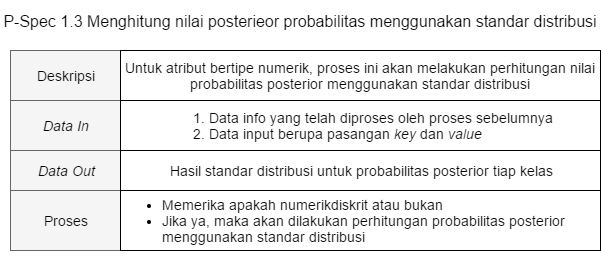 P-Spec 1.3 Menghitung nilai posterieor probabilitas menggunakan standar distribusi
Deskripsi
Untuk atribut bertipe numerik, proses ini akan melakukan perhitungan nilai
probabilitas posterior menggunakan standar distribusi
Data In
1. Data info yang telah diproses oleh proses sebelumnya
2. Data input berupa pasangan key dan value
Data Out
Hasil standar distribusi untuk probabilitas posterior tiap kelas
Proses
• Memerika apakah numerikdiskrit atau bukan
• Jika ya, maka akan dilakukan perhitungan probabilitas posterior
menggunakan standar distribusi